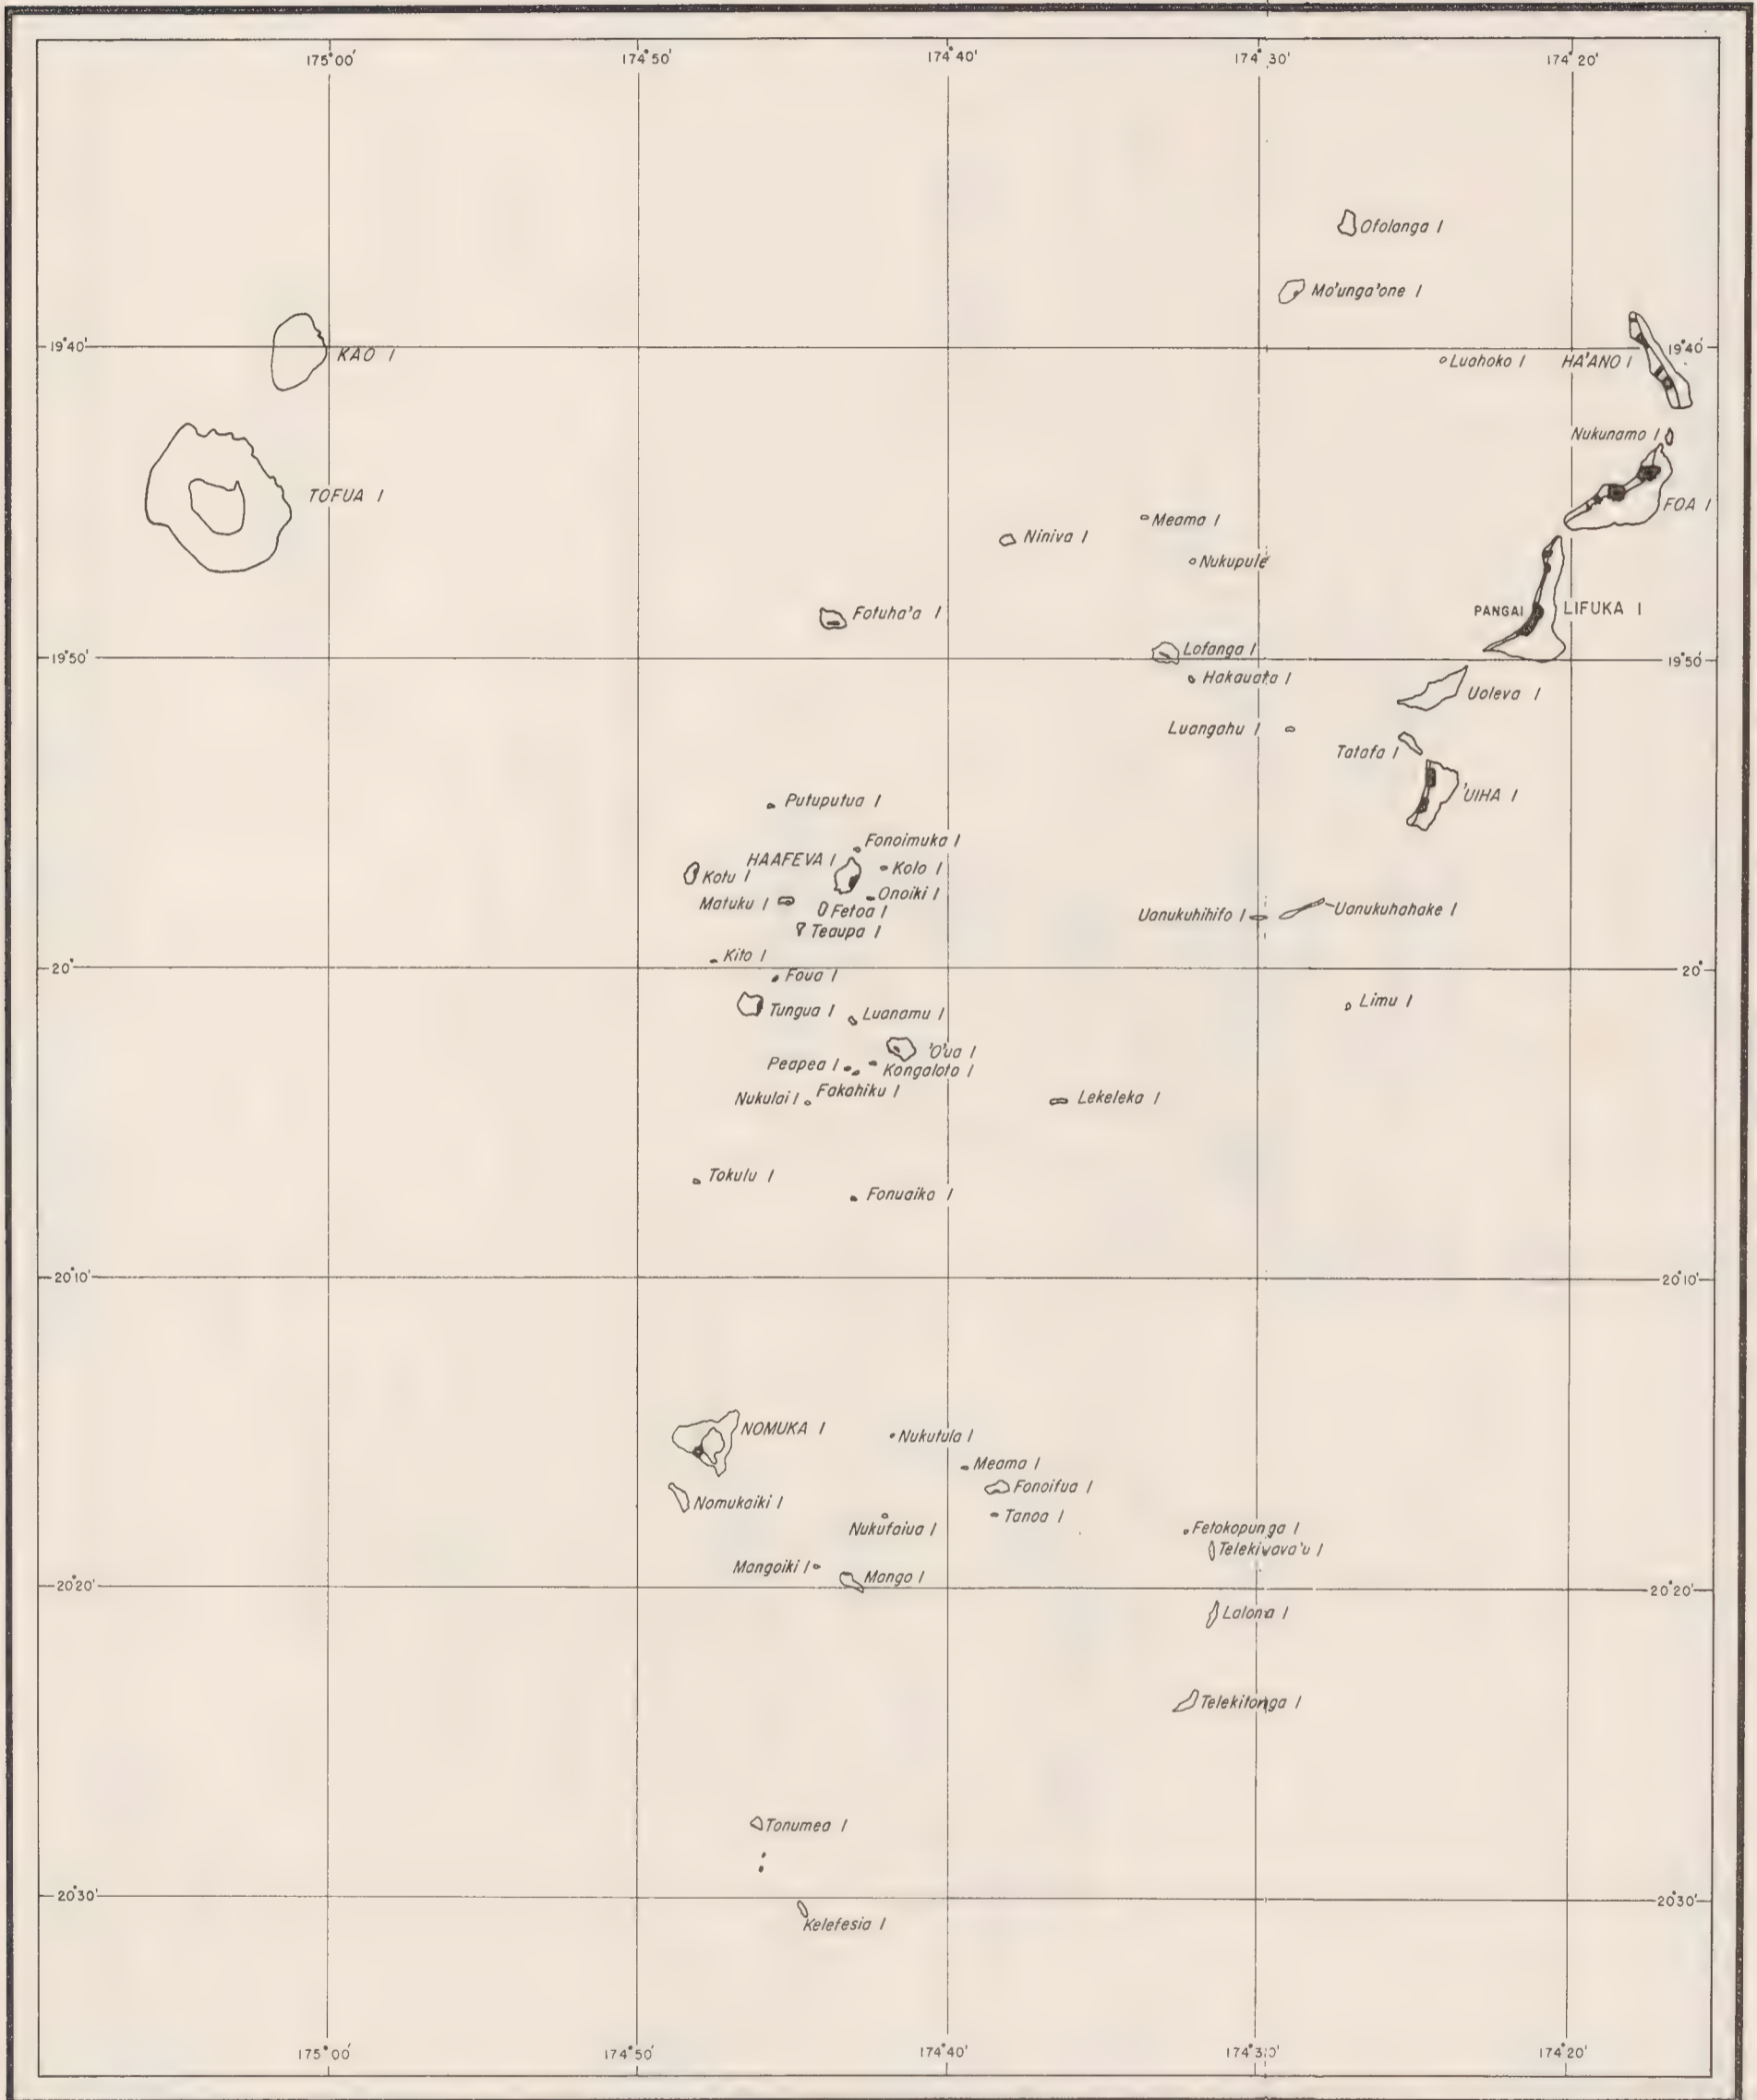 175°00' 174°50' 174°40' 174°30' 174°20'
Ofolanga I
Mo'unga'one I
19°40' 19°40'
KAO I
Luahoko I HA'ANO I
Nukunamo I
TOFUA I
FOA I
Meama I
Niniva I
Nukupule
Fotuha'a I
PANGAI LIFUKA I
Lofanga I
19°50' 19°50'
Hakauata I
Uoleva I
Luangahu I
Tatafa I
'UIHA I
Putuputua I
Fonoimuka I
HAAFEVA I
Kolo I
Kotu I
Onoiki I
Matuku I
Fetoa I
Uanukuhihifo I Uanukuhahake I
Teaupa I
Kito I
20° 20°
Foua I
Limu I
Tungua I
Luanamu I
'O'ua I
Peapea I
Kongaloto I
Fakahiku I
Nukulai I
Lekeleka I
Tokulu I
Fonuaika I
20°10' 20°10'
NOMUKA I
Nukutula I
Meama I
Fonoifua I
Nomukaiki I
Tanoa I
Nukufaiua I
Fetokopunga I
Telekivava'u I
Mangoiki I
Mango I
20°20' 20°20'
Lalona I
Telekitonga I
Tonumea I
20°30' 20°30'
Kelefesia I
175°00' 174°50' 174°40' 174°30' 174°20'